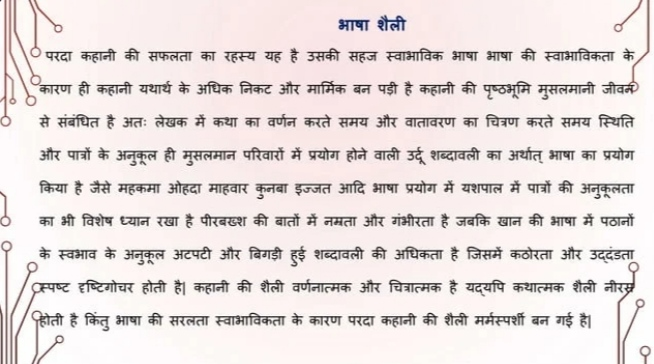 भाषा शैली
परदा कहानी की सफलता का रहस्य यह है उसकी सहज स्वाभाविक भाषा भाषा की स्वाभाविकता के
कारण ही कहानी यथार्थ के अधिक निकट और मार्मिक बन पड़ी है कहानी की पृष्ठभूमि मुसलमानी जीवन
से संबंधित है अतः लेखक में कथा का वर्णन करते समय और वातावरण का चित्रण करते समय स्थिति
और पात्रों के अनुकूल ही मुसलमान परिवारों में प्रयोग होने वाली उर्दू शब्दावली का अर्थात् भाषा का प्रयोग
किया है जैसे महकमा ओहदा माहवार कुनबा इज्जत आदि भाषा प्रयोग में यशपाल में पात्रों की अनुकूलता
का भी विशेष ध्यान रखा है पीरबख्श की बातों में नम्रता और गंभीरता है जबकि खान की भाषा में पठानों
के स्वभाव के अनुकूल अटपटी और बिगड़ी हुई शब्दावली की अधिकता है जिसमें कठोरता और उद्दंडता
स्पष्ट दृष्टिगोचर होती है| कहानी की शैली वर्णनात्मक और चित्रात्मक है यद्यपि कथात्मक शैली नीरस
होती है किंतु भाषा की सरलता स्वाभाविकता के कारण परदा कहानी की शैली मर्मस्पर्शी बन गई है|